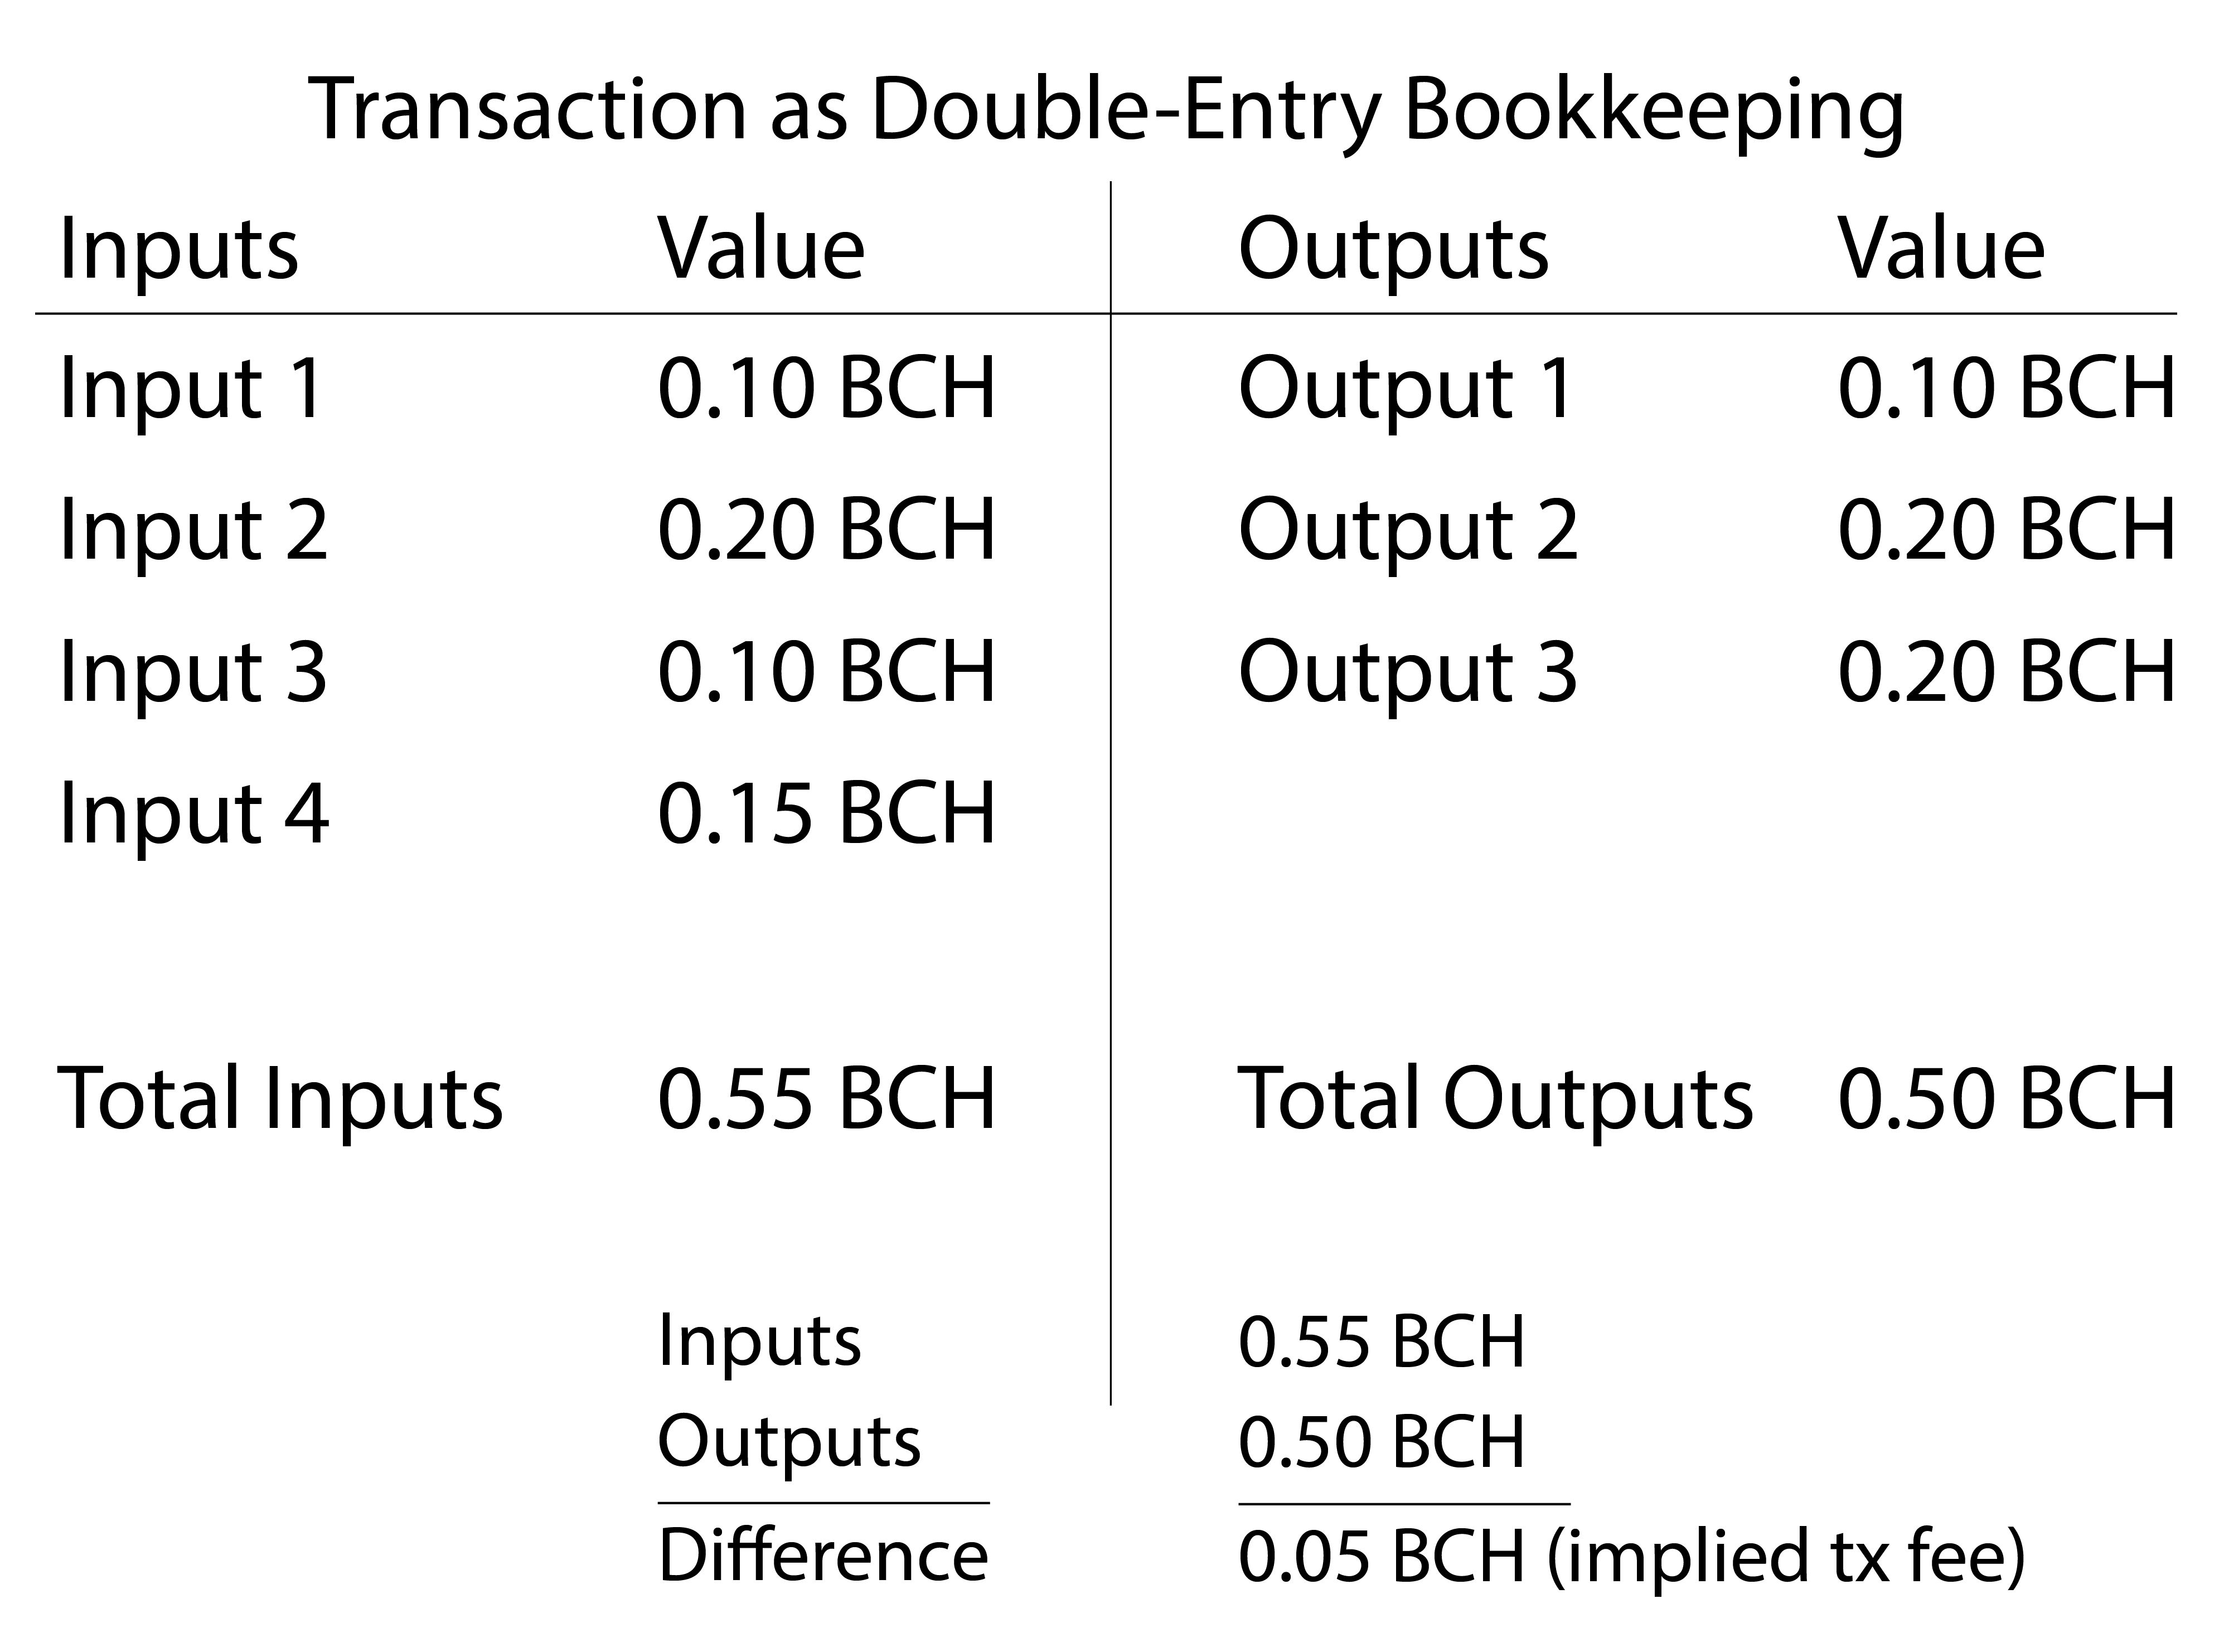 Transaction as Double-Entry Bookkeeping
Inputs Value Outputs Value
Input 1 0.10 BCH Output 1 0.10 BCH
Input 2 0.20 BCH Output 2 0.20 BCH
Input 3 0.10 BCH Output 3 0.20 BCH
Input 4 0.15 BCH
Total Inputs 0.55 BCH Total Outputs 0.50 BCH
Inputs 0.55 BCH
Outputs 0.50 BCH
Difference 0.05 BCH (implied tx fee)